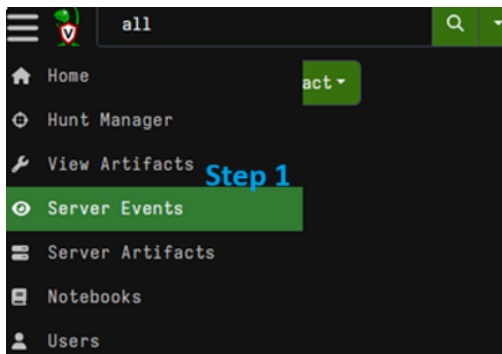 all
Home
act
Hunt Manager
View Artifacts
Step 1
Server Events
Server Artifacts
Notebooks
Users